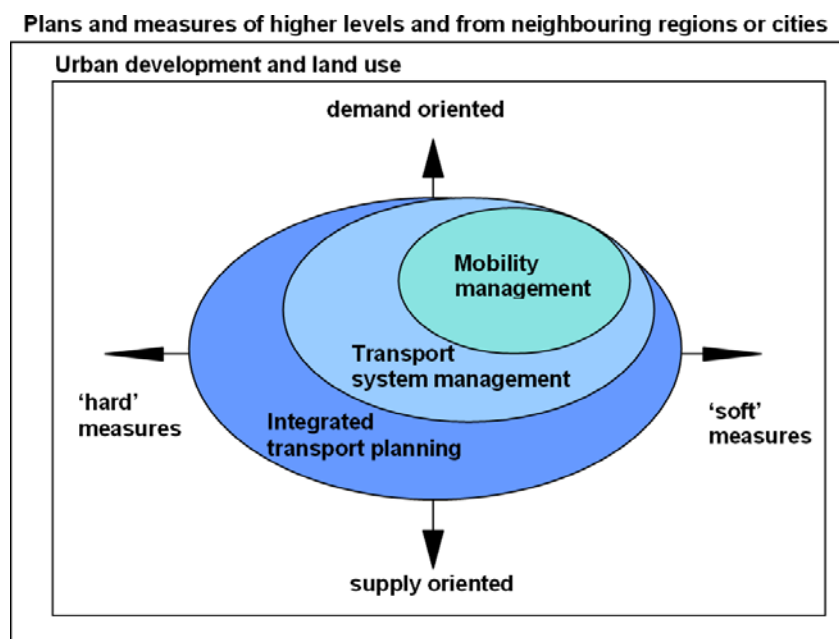 Plans and measures of higher levels and from neighbouring regions or cities
Urban development and land use
demand oriented
Mobility
management
Transport
system management
'hard'
measures
'soft'
measures
Integrated
transport planning
supply oriented